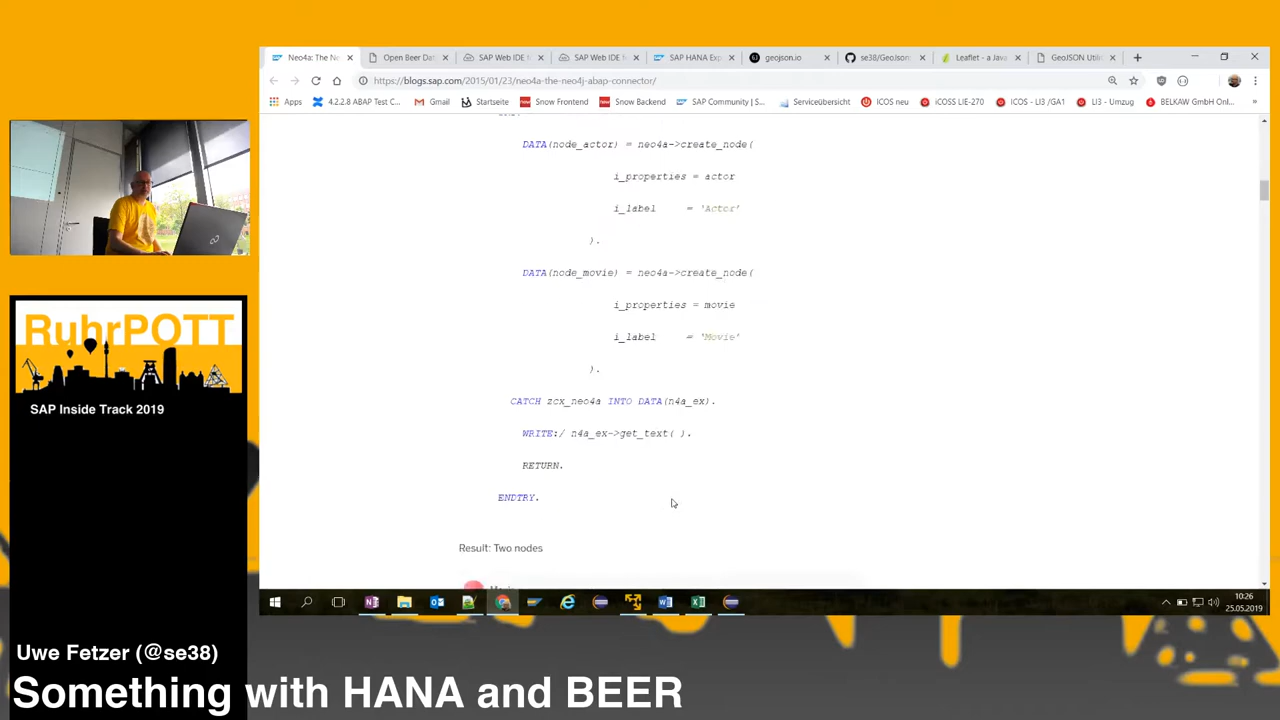 Neo4a: The Ne
Open Beer Dat
SAP Web IDE f
SAP Web IDE f
SAP HANA Exp
geojson.io
se38/GeoJson
Leaflet - a Java
GeoJSON Utilit
https://blogs.sap.com/2015/01/23/neo4a-the-neo4j-abap-connector/
Apps
4.2.2.8 ABAP Test C...
Gmail
Startseite
Snow Frontend
Snow Backend
SAP Community | S...
Serviceübersicht
ICOS neu
iCOSS LIE-270
ICOS - LI3 /GA1
LI3 - Umzug
BELKAW GmbH Onl...
DATA(node_actor) = neo4a->create_node(
i_properties = actor
i_label = 'Actor'
).
DATA(node_movie) = neo4a->create_node(
i_properties = movie
i_label = 'Movie'
).
CATCH zcx_neo4a INTO DATA(n4a_ex).
WRITE:/ n4a_ex->get_text( ).
RETURN.
ENDTRY.
Result: Two nodes
10:26
25.05.2019
RuhrPOTT
SAP Inside Track 2019
Uwe Fetzer (@se38)
Something with HANA and BEER